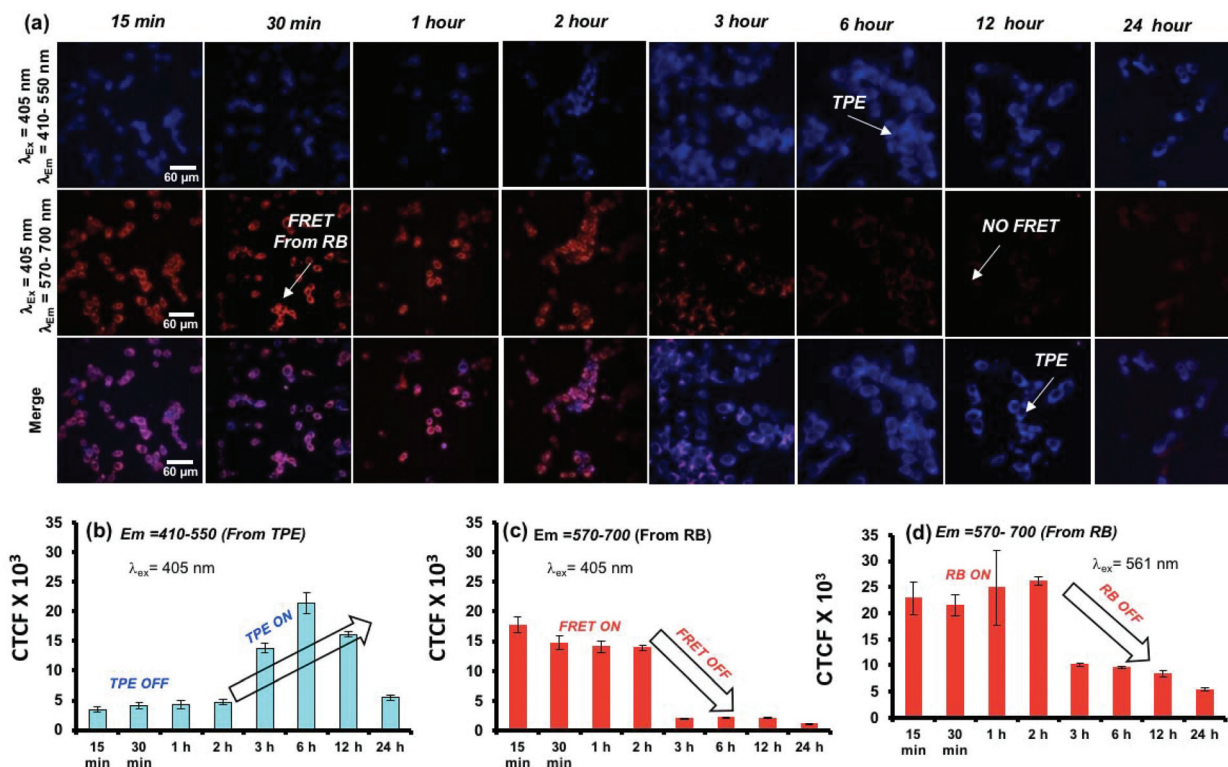 (a)
15 min 30 min 1 hour 2 hour 3 hour 6 hour 12 hour 24 hour
λEx = 405 nm
λEm = 410- 550 nm
60 µm
TPE
λEx = 405 nm
λEm = 570- 700 nm
60 µm
FRET
From RB
NO FRET
Merge
60 µm
TPE
(b) Em =410-550 (From TPE)
λex= 405 nm
CTCF X 10³
35
30
25
20
15
10
5
0
TPE OFF
TPE ON
15 min 30 min 1 h 2 h 3 h 6 h 12 h 24 h
(c) Em =570-700 (From RB)
λex= 405 nm
CTCF X 10³
35
30
25
20
15
10
5
0
FRET ON
FRET OFF
15 min 30 min 1 h 2 h 3 h 6 h 12 h 24 h
(d) Em =570- 700 (From RB)
λex= 561 nm
CTCF X 10³
35
30
25
20
15
10
5
0
RB ON
RB OFF
15 min 30 min 1 h 2 h 3 h 6 h 12 h 24 h